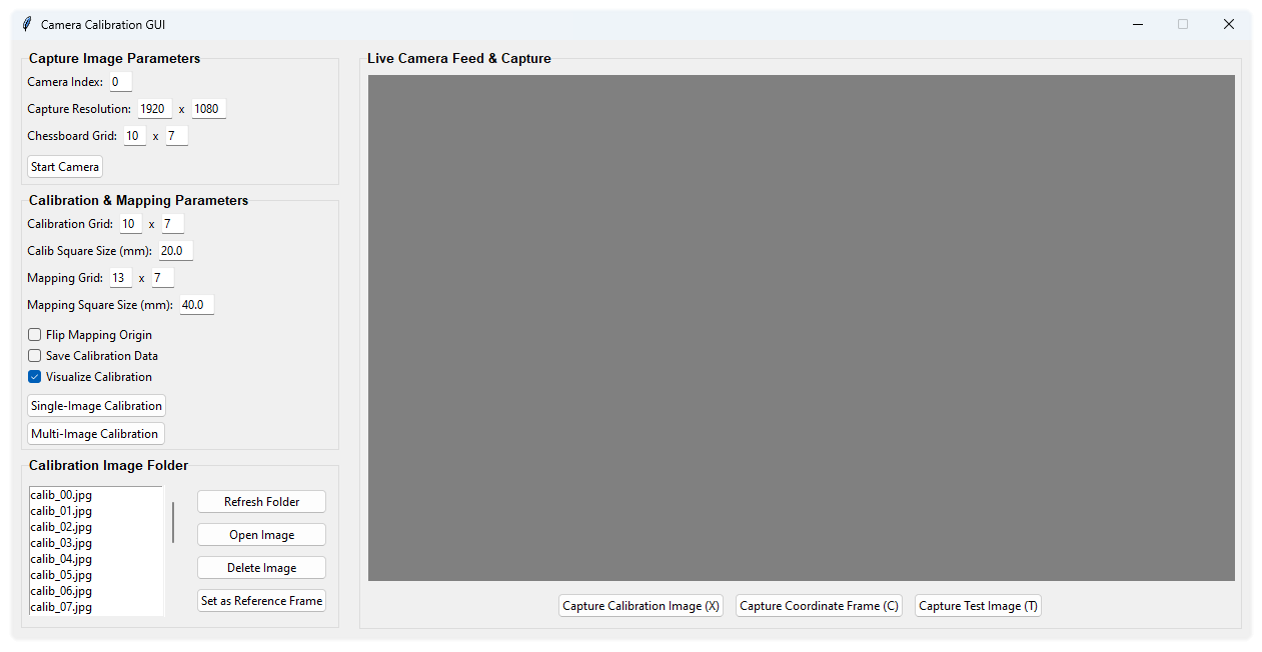 Camera Calibration GUI
Capture Image Parameters
Camera Index: 0
Capture Resolution: 1920 x 1080
Chessboard Grid: 10 x 7
Start Camera
Calibration & Mapping Parameters
Calibration Grid: 10 x 7
Calib Square Size (mm): 20.0
Mapping Grid: 13 x 7
Mapping Square Size (mm): 40.0
Flip Mapping Origin
Save Calibration Data
Visualize Calibration
Single-Image Calibration
Multi-Image Calibration
Calibration Image Folder
calib_00.jpg
calib_01.jpg
calib_02.jpg
calib_03.jpg
calib_04.jpg
calib_05.jpg
calib_06.jpg
calib_07.jpg
Refresh Folder
Open Image
Delete Image
Set as Reference Frame
Live Camera Feed & Capture
Capture Calibration Image (X) Capture Coordinate Frame (C) Capture Test Image (T)